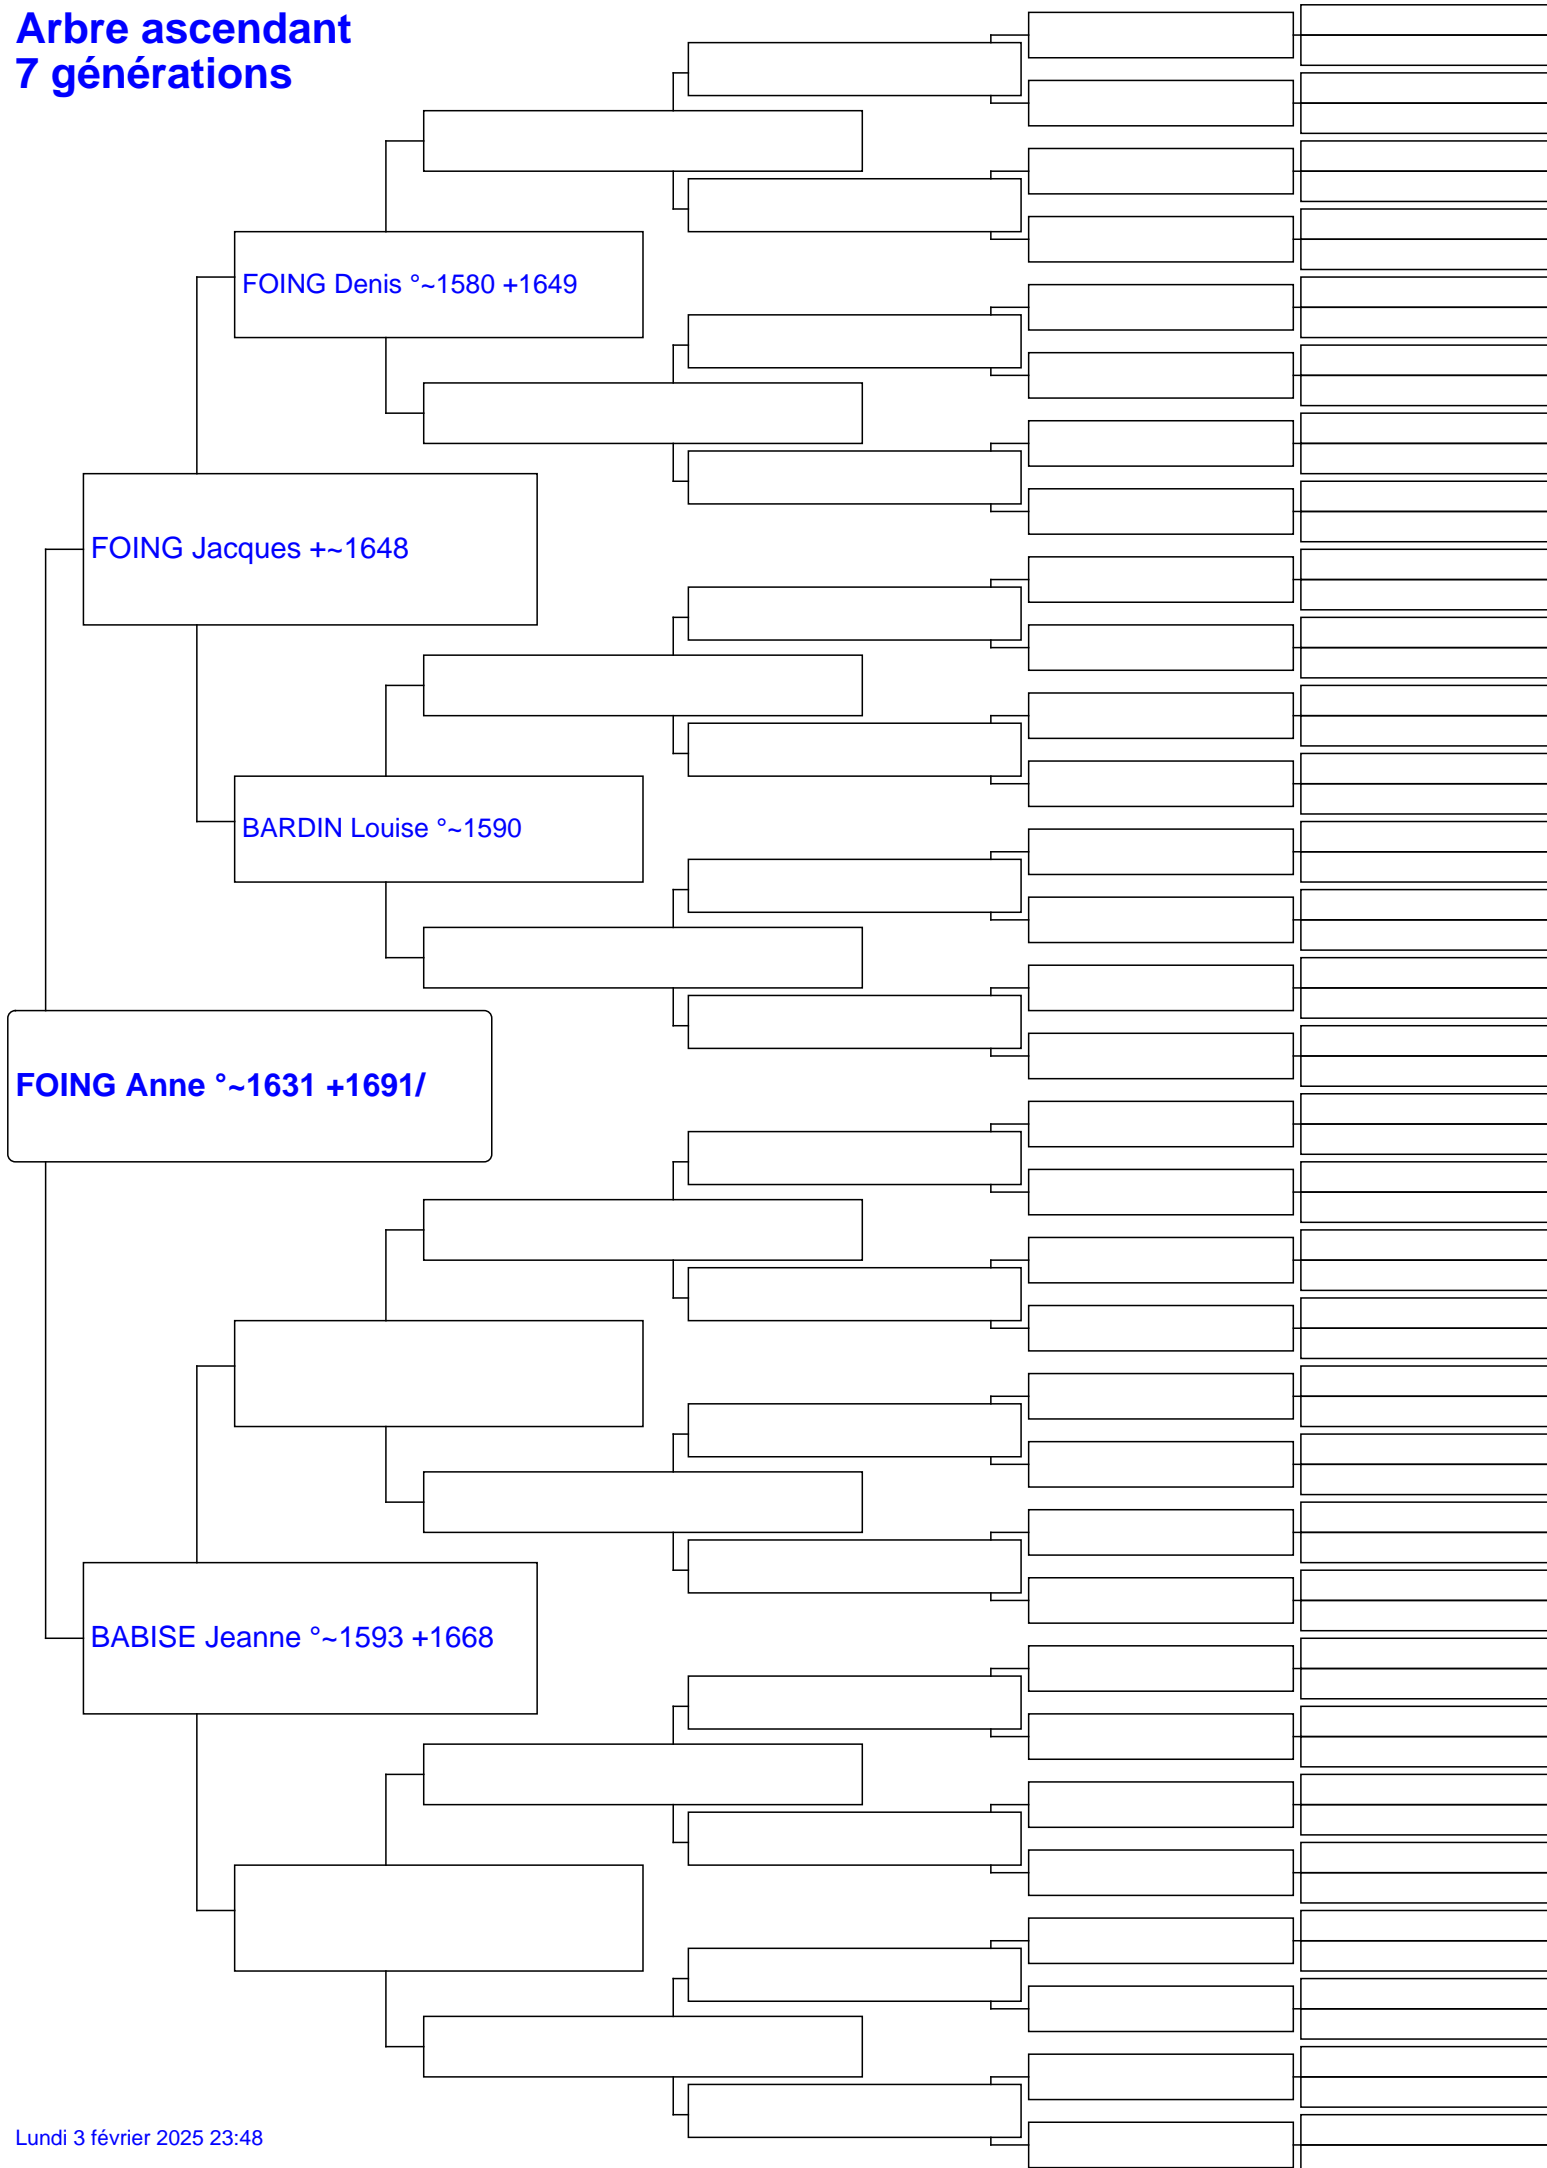 Arbre ascendant
7 générations
FOING Denis °~1580 +1649
FOING Jacques +~1648
BARDIN Louise °~1590
FOING Anne °~1631 +1691/
BABISE Jeanne °~1593 +1668
Lundi 3 février 2025 23:48